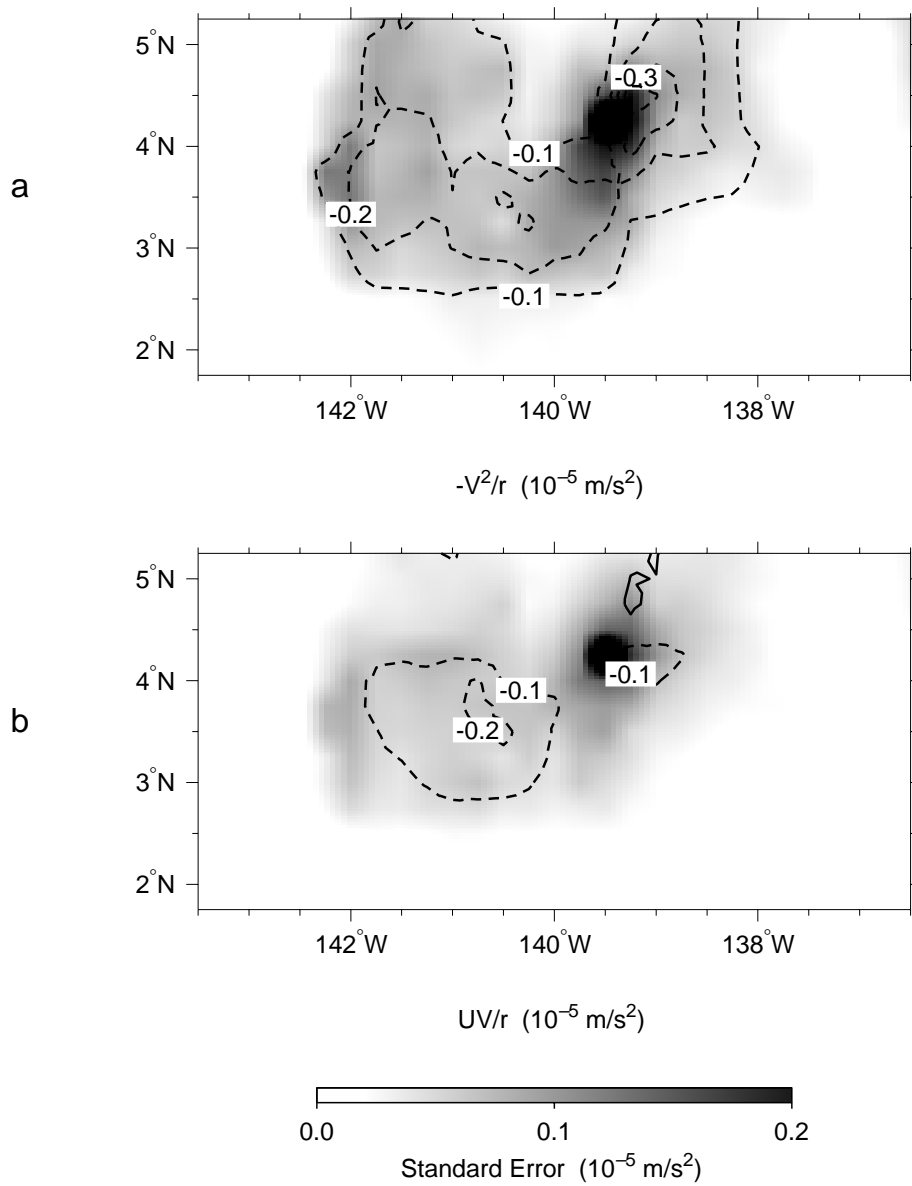 5°N
4°N
3°N
2°N
a
-0.3
-0.1
-0.2
-0.1
142°W 140°W 138°W
-V²/r (10⁻⁵ m/s²)
5°N
4°N
3°N
2°N
b
-0.1
-0.1
-0.2
142°W 140°W 138°W
UV/r (10⁻⁵ m/s²)
0.0 0.1 0.2
Standard Error (10⁻⁵ m/s²)